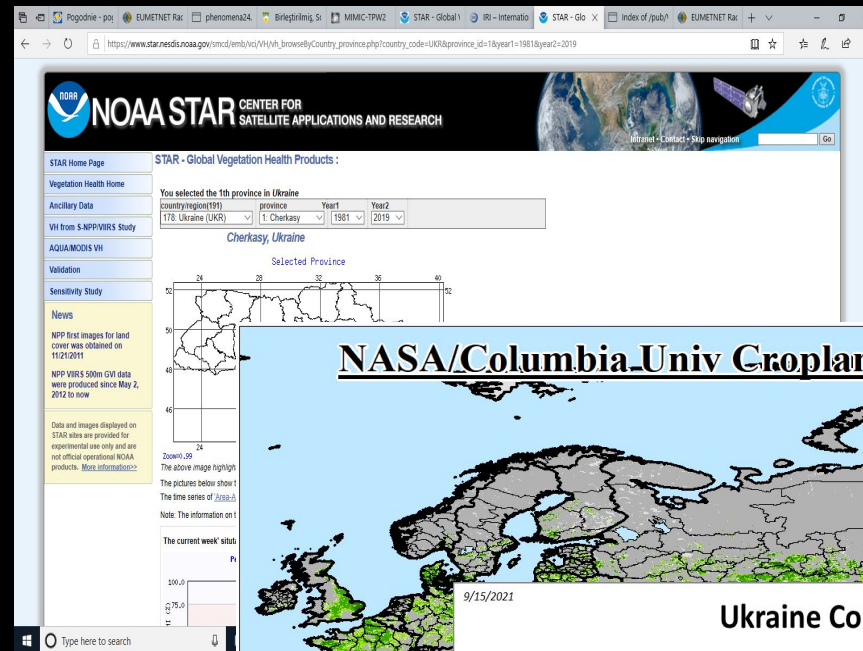 Pogodnie - pog
EUMETNET Rac
phenomena24.
Birleştirilmiş, Sı
MIMIC-TPW2
STAR - Global V
IRI – Internatio
STAR - Glo
Index of /pub/
EUMETNET Rac
https://www.star.nesdis.noaa.gov/smcd/emb/vci/VH/vh_browseByCountry_province.php?country_code=UKR&province_id=1&year1=1981&year2=2019
NOAA
NOAA STAR CENTER FOR
SATELLITE APPLICATIONS AND RESEARCH
Intranet • Contact • Skip navigation
Go
STAR Home Page
Vegetation Health Home
Ancillary Data
VH from S-NPP/VIIRS Study
AQUA/MODIS VH
Validation
Sensitivity Study
News
NPP first images for land
cover was obtained on
11/21/2011
NPP VIIRS 500m GVI data
were produced since May 2,
2012 to now
Data and images displayed on
STAR sites are provided for
experimental use only and are
not official operational NOAA
products. More information>>
STAR - Global Vegetation Health Products :
You selected the 1th province in Ukraine
country/region(191) province Year1 Year2
178: Ukraine (UKR) 1: Cherkasy 1981 2019
Cherkasy, Ukraine
Selected Province
24 28 32 36 40
52 52
50
48
46
24
Zoom=0.99
The above image highligh
The pictures below show t
The time series of 'Area-A
Note: The information on t
The current week' situta
Pe
100.0
75.0
NASA/Columbia Univ Croplan
9/15/2021
Ukraine Co
Type here to search